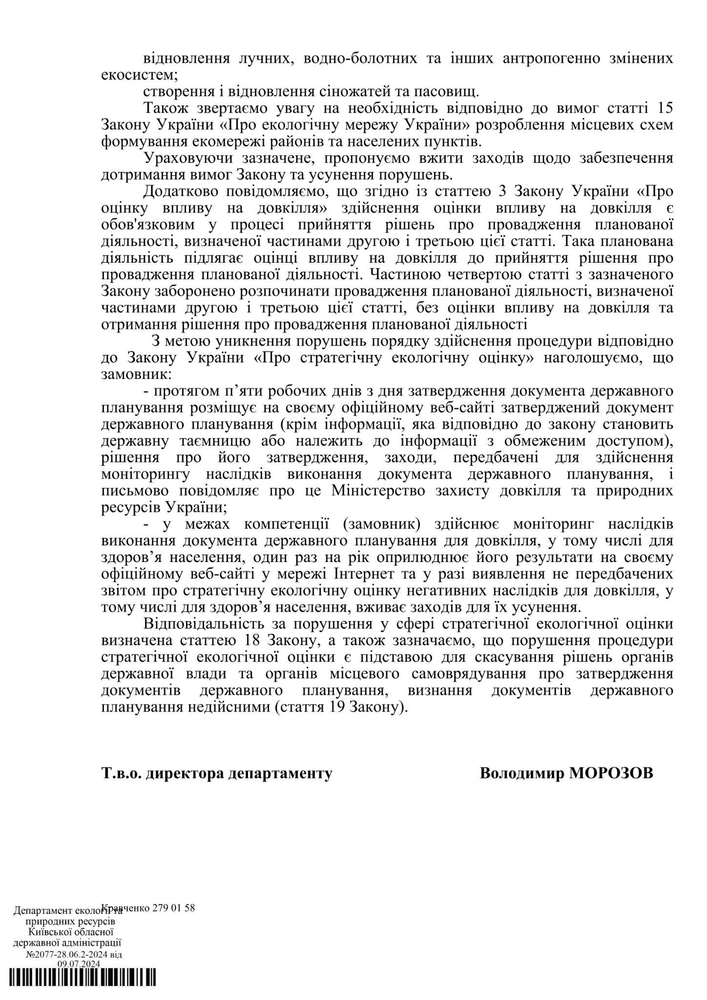 відновлення лучних, водно-болотних та інших антропогенно змінених
екосистем;
створення і відновлення сіножатей та пасовищ.
Також звертаємо увагу на необхідність відповідно до вимог статті 15
Закону України «Про екологічну мережу України» розроблення місцевих схем
формування екомережі районів та населених пунктів.
Ураховуючи зазначене, пропонуємо вжити заходів щодо забезпечення
дотримання вимог Закону та усунення порушень.
Додатково повідомляємо, що згідно із статтею 3 Закону України «Про
оцінку впливу на довкілля» здійснення оцінки впливу на довкілля є
обов'язковим у процесі прийняття рішень про провадження планованої
діяльності, визначеної частинами другою і третьою цієї статті. Така планована
діяльність підлягає оцінці впливу на довкілля до прийняття рішення про
провадження планованої діяльності. Частиною четвертою статті з зазначеного
Закону заборонено розпочинати провадження планованої діяльності, визначеної
частинами другою і третьою цієї статті, без оцінки впливу на довкілля та
отримання рішення про провадження планованої діяльності
З метою уникнення порушень порядку здійснення процедури відповідно
до Закону України «Про стратегічну екологічну оцінку» наголошуємо, що
замовник:
- протягом п’яти робочих днів з дня затвердження документа державного
планування розміщує на своєму офіційному веб-сайті затверджений документ
державного планування (крім інформації, яка відповідно до закону становить
державну таємницю або належить до інформації з обмеженим доступом),
рішення про його затвердження, заходи, передбачені для здійснення
моніторингу наслідків виконання документа державного планування, і
письмово повідомляє про це Міністерство захисту довкілля та природних
ресурсів України;
- у межах компетенції (замовник) здійснює моніторинг наслідків
виконання документа державного планування для довкілля, у тому числі для
здоров’я населення, один раз на рік оприлюднює його результати на своєму
офіційному веб-сайті у мережі Інтернет та у разі виявлення не передбачених
звітом про стратегічну екологічну оцінку негативних наслідків для довкілля, у
тому числі для здоров’я населення, вживає заходів для їх усунення.
Відповідальність за порушення у сфері стратегічної екологічної оцінки
визначена статтею 18 Закону, а також зазначаємо, що порушення процедури
стратегічної екологічної оцінки є підставою для скасування рішень органів
державної влади та органів місцевого самоврядування про затвердження
документів державного планування, визнання документів державного
планування недійсними (стаття 19 Закону).
Т.в.о. директора департаменту Володимир МОРОЗОВ
Кравченко 279 01 58
Департамент екології та
природних ресурсів
Київської обласної
державної адміністрації
№2077-28.06.2-2024 від
09.07.2024